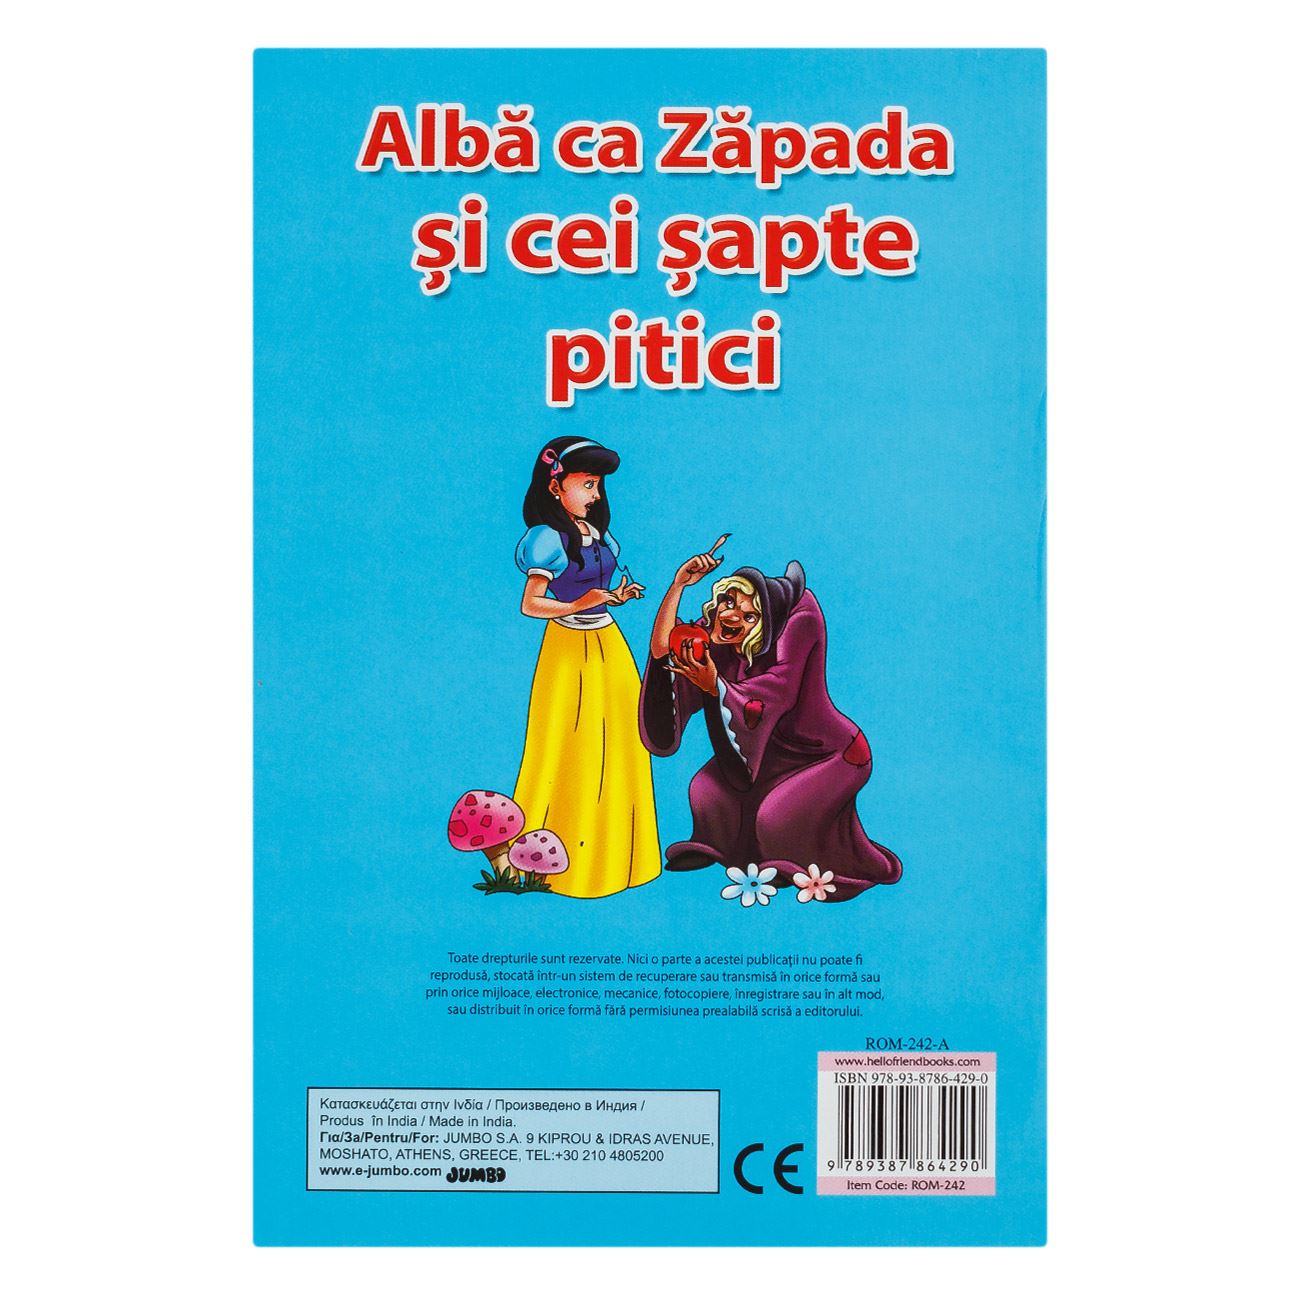 Albă ca Zăpada
și cei șapte
pitici
Toate drepturile sunt rezervate. Nici o parte a acestei publicații nu poate fi
reprodusă, stocată într-un sistem de recuperare sau transmisă în orice formă sau
prin orice mijloace, electronice, mecanice, fotocopiere, înregistrare sau în alt mod,
sau distribuit în orice formă fără permisiunea prealabilă scrisă a editorului.
ROM-242-A
www.hellofriendbooks.com
ISBN 978-93-8786-429-0
9 789387 864290
Item Code: ROM-242
Κατασκευάζεται στην Ινδία / Произведено в Индия /
Produs în India / Made in India.
Για/За/Pentru/For: JUMBO S.A. 9 KIPROU & IDRAS AVENUE,
MOSHATO, ATHENS, GREECE, TEL:+30 210 4805200
www.e-jumbo.com JUMBO
CE